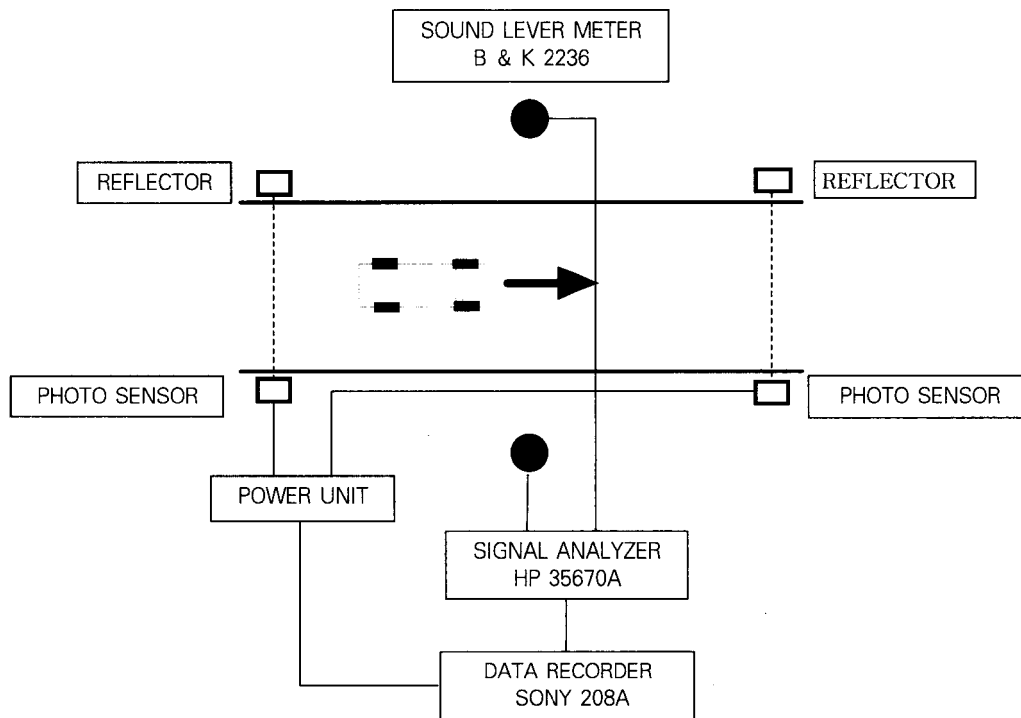 SOUND LEVER METER
B & K 2236
REFLECTOR
REFLECTOR
PHOTO SENSOR
PHOTO SENSOR
POWER UNIT
SIGNAL ANALYZER
HP 35670A
DATA RECORDER
SONY 208A